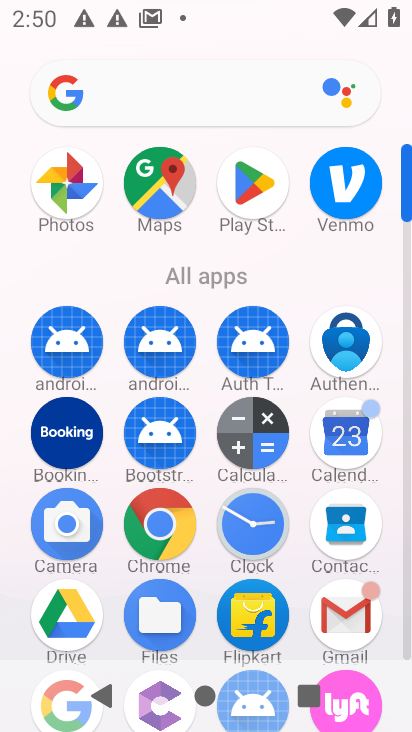 2:50
Photos
Maps
Play St...
Venmo
All apps
androi...
androi...
Auth T...
Authen...
Booking
23
Bookin...
Bootstr...
Calcula...
Calend...
Camera
Chrome
Clock
Contac...
Drive
Files
Flipkart
Gmail
lyft